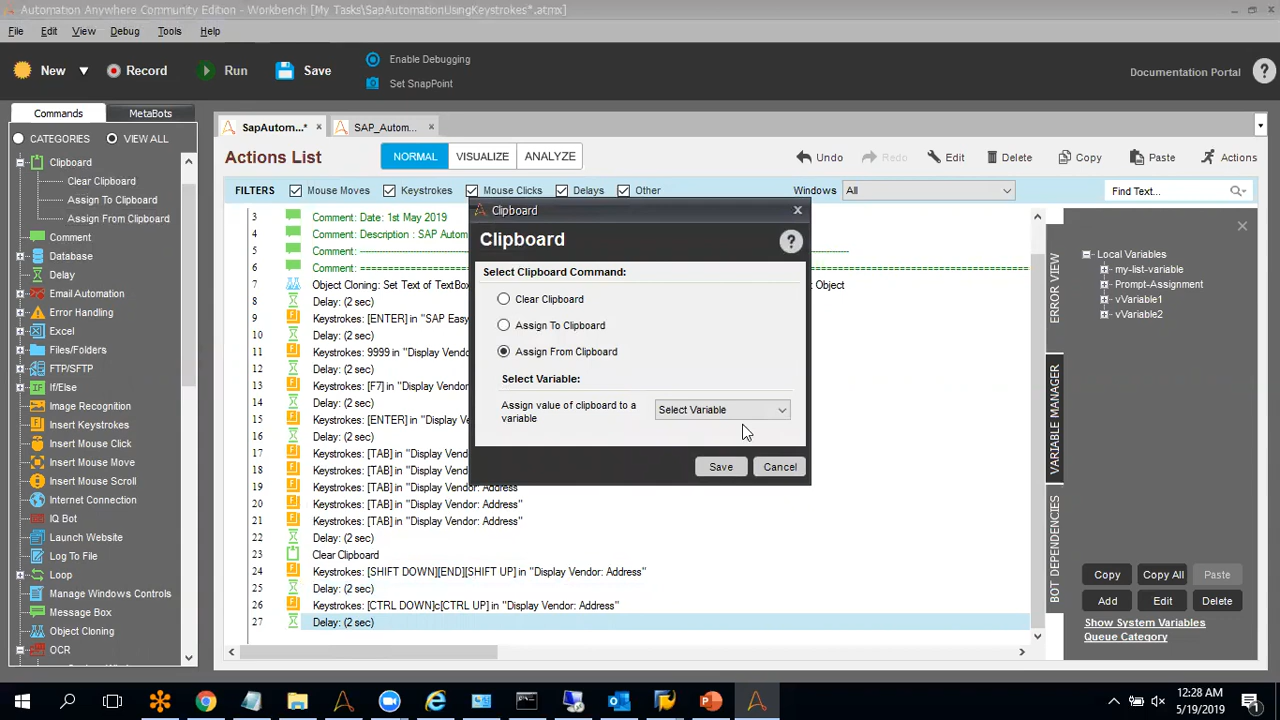 Automation Anywhere Community Edition - Workbench [My Tasks\SapAutomationUsingKeystrokes*.atmx]
File Edit View Debug Tools Help
New Record Run Save
Enable Debugging
Set SnapPoint
Documentation Portal ?
Commands MetaBots
CATEGORIES VIEW ALL
Clipboard
Clear Clipboard
Assign To Clipboard
Assign From Clipboard
Comment
Database
Delay
Email Automation
Error Handling
Excel
Files/Folders
FTP/SFTP
If/Else
Image Recognition
Insert Keystrokes
Insert Mouse Click
Insert Mouse Move
Insert Mouse Scroll
Internet Connection
IQ Bot
Launch Website
Log To File
Loop
Manage Windows Controls
Message Box
Object Cloning
OCR
SapAutom...* × SAP_Autom... ×
Actions List NORMAL VISUALIZE ANALYZE Undo Redo Edit Delete Copy Paste Actions
FILTERS Mouse Moves Keystrokes Mouse Clicks Delays Other Windows All Find Text...
3 Comment: Date: 1st May 2019
4 Comment: Description : SAP Autom
5 Comment: ----------
6 Comment: ==========
7 Object Cloning: Set Text of TextBo Object
8 Delay: (2 sec)
9 Keystrokes: [ENTER] in "SAP Easy
10 Delay: (2 sec)
11 Keystrokes: 9999 in "Display Vendo
12 Delay: (2 sec)
13 Keystrokes: [F7] in "Display Vendor
14 Delay: (2 sec)
15 Keystrokes: [ENTER] in "Display V
16 Delay: (2 sec)
17 Keystrokes: [TAB] in "Display Vend
18 Keystrokes: [TAB] in "Display Vend
19 Keystrokes: [TAB] in "Display Vendor: Address"
20 Keystrokes: [TAB] in "Display Vendor: Address"
21 Keystrokes: [TAB] in "Display Vendor: Address"
22 Delay: (2 sec)
23 Clear Clipboard
24 Keystrokes: [SHIFT DOWN][END][SHIFT UP] in "Display Vendor: Address"
25 Delay: (2 sec)
26 Keystrokes: [CTRL DOWN]c[CTRL UP] in "Display Vendor: Address"
27 Delay: (2 sec)
Clipboard
Clipboard ?
Select Clipboard Command:
Clear Clipboard
Assign To Clipboard
Assign From Clipboard
Select Variable:
Assign value of clipboard to a
variable
Select Variable
Save Cancel
ERROR VIEW
VARIABLE MANAGER
BOT DEPENDENCIES
Local Variables
my-list-variable
Prompt-Assignment
vVariable1
vVariable2
Copy Copy All Paste
Add Edit Delete
Show System Variables
Queue Category
12:28 AM
5/19/2019
1